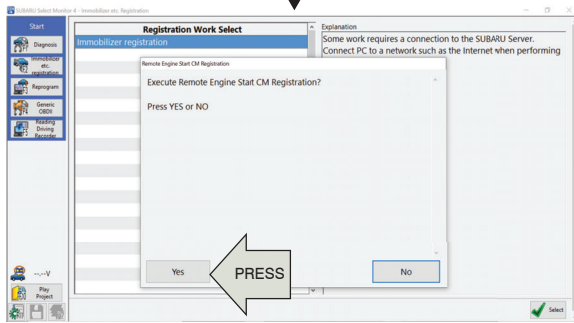 SUBARU Select Monitor 4 - Immobilizer etc. Registration
Start
Diagnosis
Immobilizer
etc.
registration
Reprogram
Generic
OBDII
Reading
Driving
Recorder
--.--V
Play
Project
Registration Work Select
Immobilizer registration
Explanation
Some work requires a connection to the SUBARU Server.
Connect PC to a network such as the Internet when performing
Remote Engine Start CM Registration
Execute Remote Engine Start CM Registration?
Press YES or NO
Yes
PRESS
No
Select